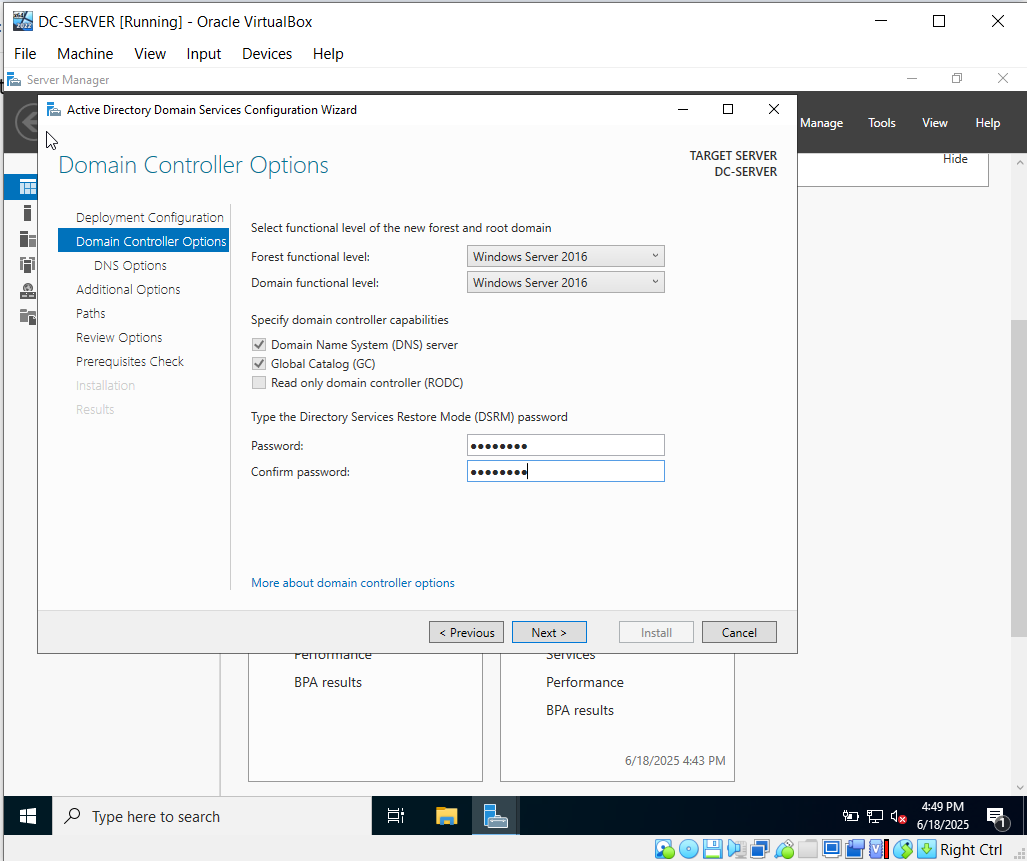 DC-SERVER [Running] - Oracle VirtualBox
File Machine View Input Devices Help
Server Manager
Active Directory Domain Services Configuration Wizard
Manage Tools View Help
Domain Controller Options
TARGET SERVER
DC-SERVER
Hide
Deployment Configuration
Domain Controller Options
DNS Options
Additional Options
Paths
Review Options
Prerequisites Check
Installation
Results
Select functional level of the new forest and root domain
Forest functional level: Windows Server 2016
Domain functional level: Windows Server 2016
Specify domain controller capabilities
Domain Name System (DNS) server
Global Catalog (GC)
Read only domain controller (RODC)
Type the Directory Services Restore Mode (DSRM) password
Password: ●●●●●●●●
Confirm password: ●●●●●●●●
More about domain controller options
< Previous Next > Install Cancel
Performance
BPA results
Services
Performance
BPA results
6/18/2025 4:43 PM
Type here to search
4:49 PM
6/18/2025
1
Right Ctrl